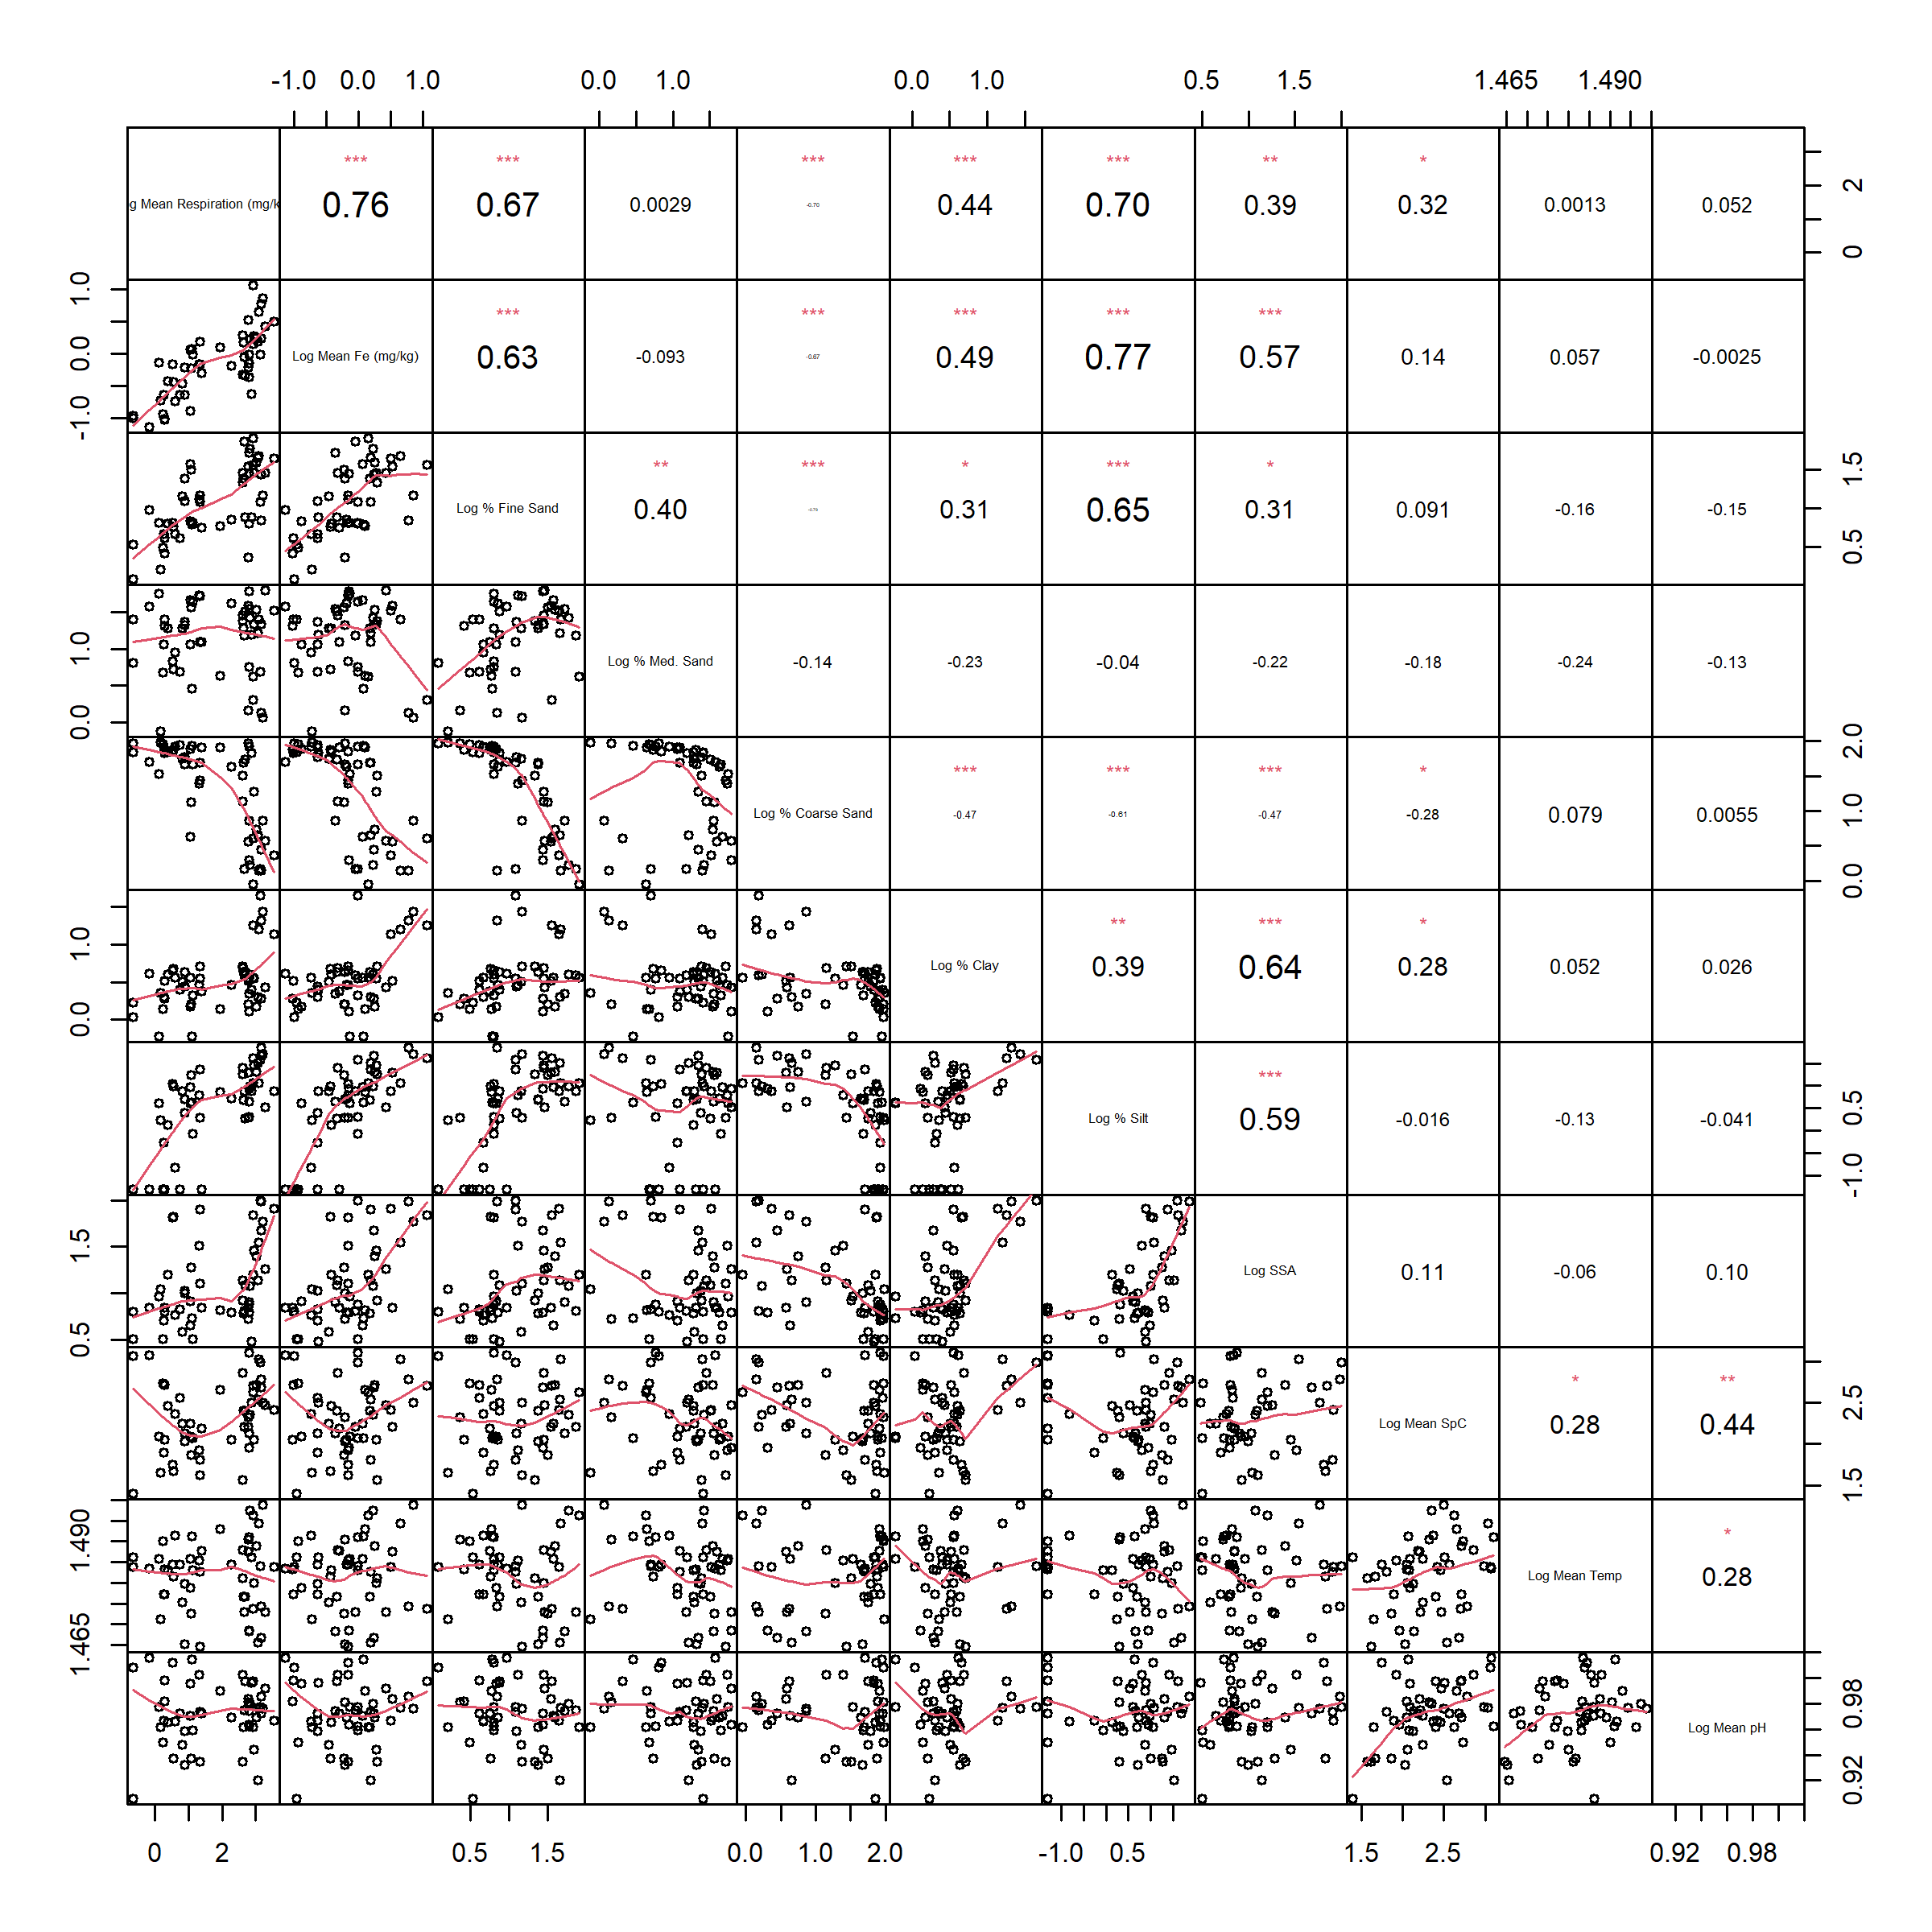 -1.0 0.0 1.0 0.0 1.0 0.0 1.0 0.5 1.5 1.465 1.490
*** *** *** *** *** ** *
g Mean Respiration (mg/k 0.76 0.67 0.0029 -0.70 0.44 0.70 0.39 0.32 0.0013 0.052
0 2
*** *** *** *** ***
Log Mean Fe (mg/kg) 0.63 -0.093 -0.67 0.49 0.77 0.57 0.14 0.057 -0.0025
-1.0 0.0 1.0
** *** * *** *
Log % Fine Sand 0.40 0.31 0.65 0.31 0.091 -0.16 -0.15
0.5 1.5
Log % Med. Sand -0.14 -0.23 -0.04 -0.22 -0.18 -0.24 -0.13
0.0 1.0
*** *** *** *
Log % Coarse Sand -0.47 -0.61 -0.47 -0.28 0.079 0.0055
0.0 1.0 2.0
** *** *
Log % Clay 0.39 0.64 0.28 0.052 0.026
0.0 1.0
***
Log % Silt 0.59 -0.016 -0.13 -0.041
-1.0 0.5
Log SSA 0.11 -0.06 0.10
0.5 1.5
* **
Log Mean SpC 0.28 0.44
1.5 2.5
*
Log Mean Temp 0.28
1.465 1.490
Log Mean pH
0.92 0.98
0 2 0.5 1.5 0.0 1.0 2.0 -1.0 0.5 1.5 2.5 0.92 0.98